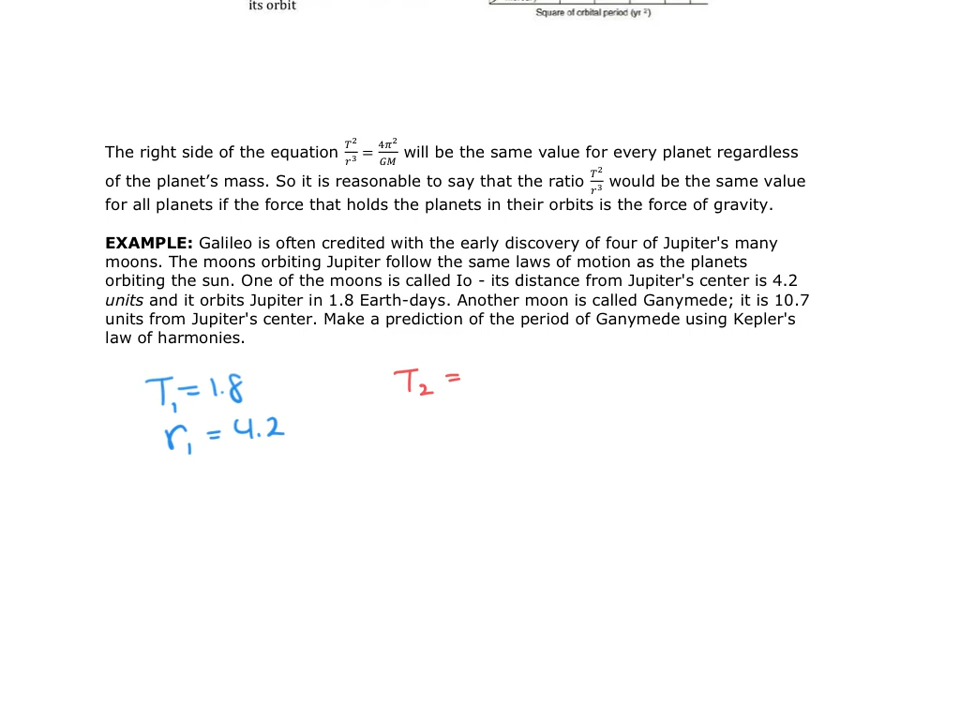 its orbit
Square of orbital period (yr ²)
The right side of the equation T²/r³ = 4π²/GM will be the same value for every planet regardless
of the planet's mass. So it is reasonable to say that the ratio T²/r³ would be the same value
for all planets if the force that holds the planets in their orbits is the force of gravity.
EXAMPLE: Galileo is often credited with the early discovery of four of Jupiter's many
moons. The moons orbiting Jupiter follow the same laws of motion as the planets
orbiting the sun. One of the moons is called Io - its distance from Jupiter's center is 4.2
units and it orbits Jupiter in 1.8 Earth-days. Another moon is called Ganymede; it is 10.7
units from Jupiter's center. Make a prediction of the period of Ganymede using Kepler's
law of harmonies.
T₁ = 1.8
T₂ =
r₁ = 4.2